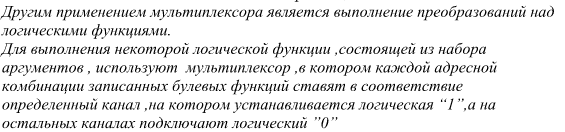 Другим применением мультиплексора является выполнение преобразований над
логическими функциями.
Для выполнения некоторой логической функции ,состоящей из набора
аргументов , используют мультиплексор ,в котором каждой адресной
комбинации записанных булевых функций ставят в соответствие
определенный канал ,на котором устанавливается логическая “1”,а на
остальных каналах подключают логический ”0”